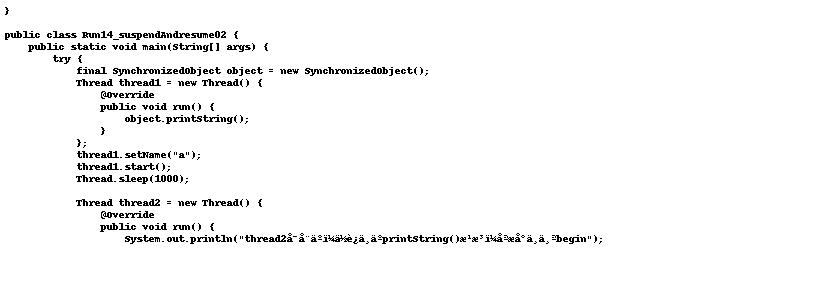 }
public class Run14_suspendAndresume02 {
public static void main(String[] args) {
try {
final SynchronizedObject object = new SynchronizedObject();
Thread thread1 = new Thread() {
@Override
public void run() {
object.printString();
}
};
thread1.setName("a");
thread1.start();
Thread.sleep(1000);
Thread thread2 = new Thread() {
@Override
public void run() {
System.out.println("thread2å¯å¨äºï¼ä½è¿ä¸äºprintString()æ¹æ³ï¼åªæå°ä¸ä¸ªbegin");